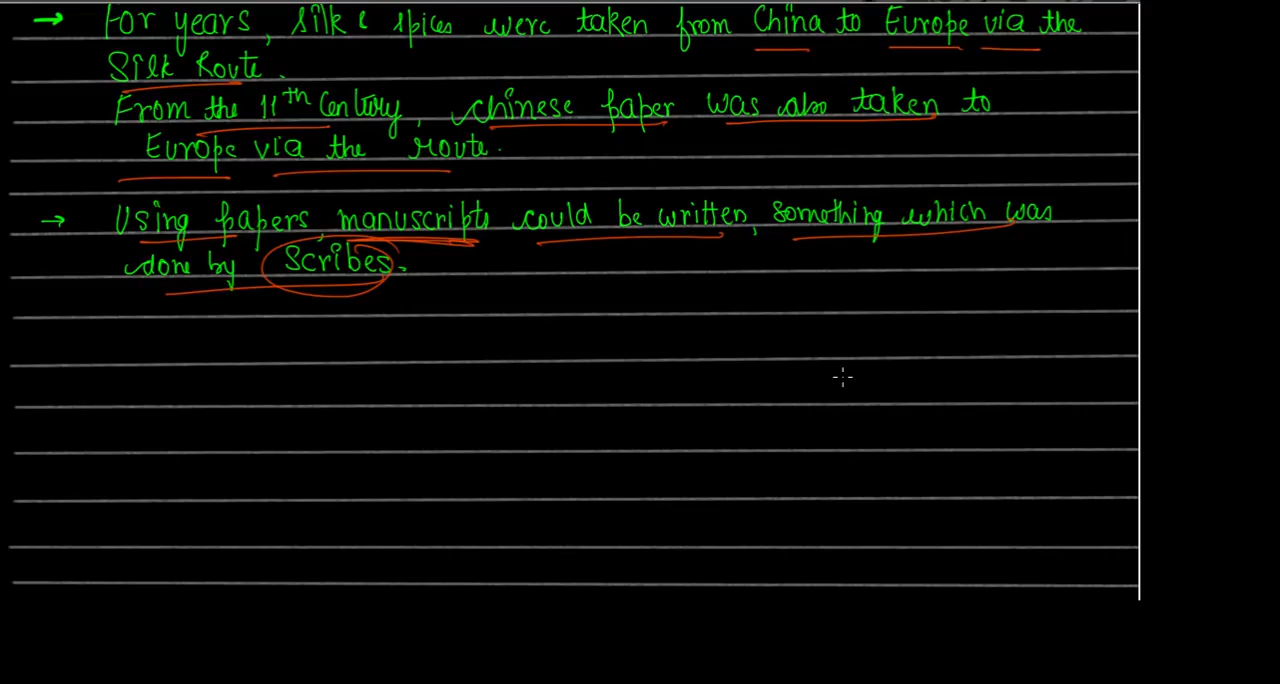 → For years, silk & spices were taken from China to Europe via the
Silk Route.
From the 11th Century, chinese paper was also taken to
Europe via the route.
→ Using papers, manuscripts could be written, something which was
done by Scribes.